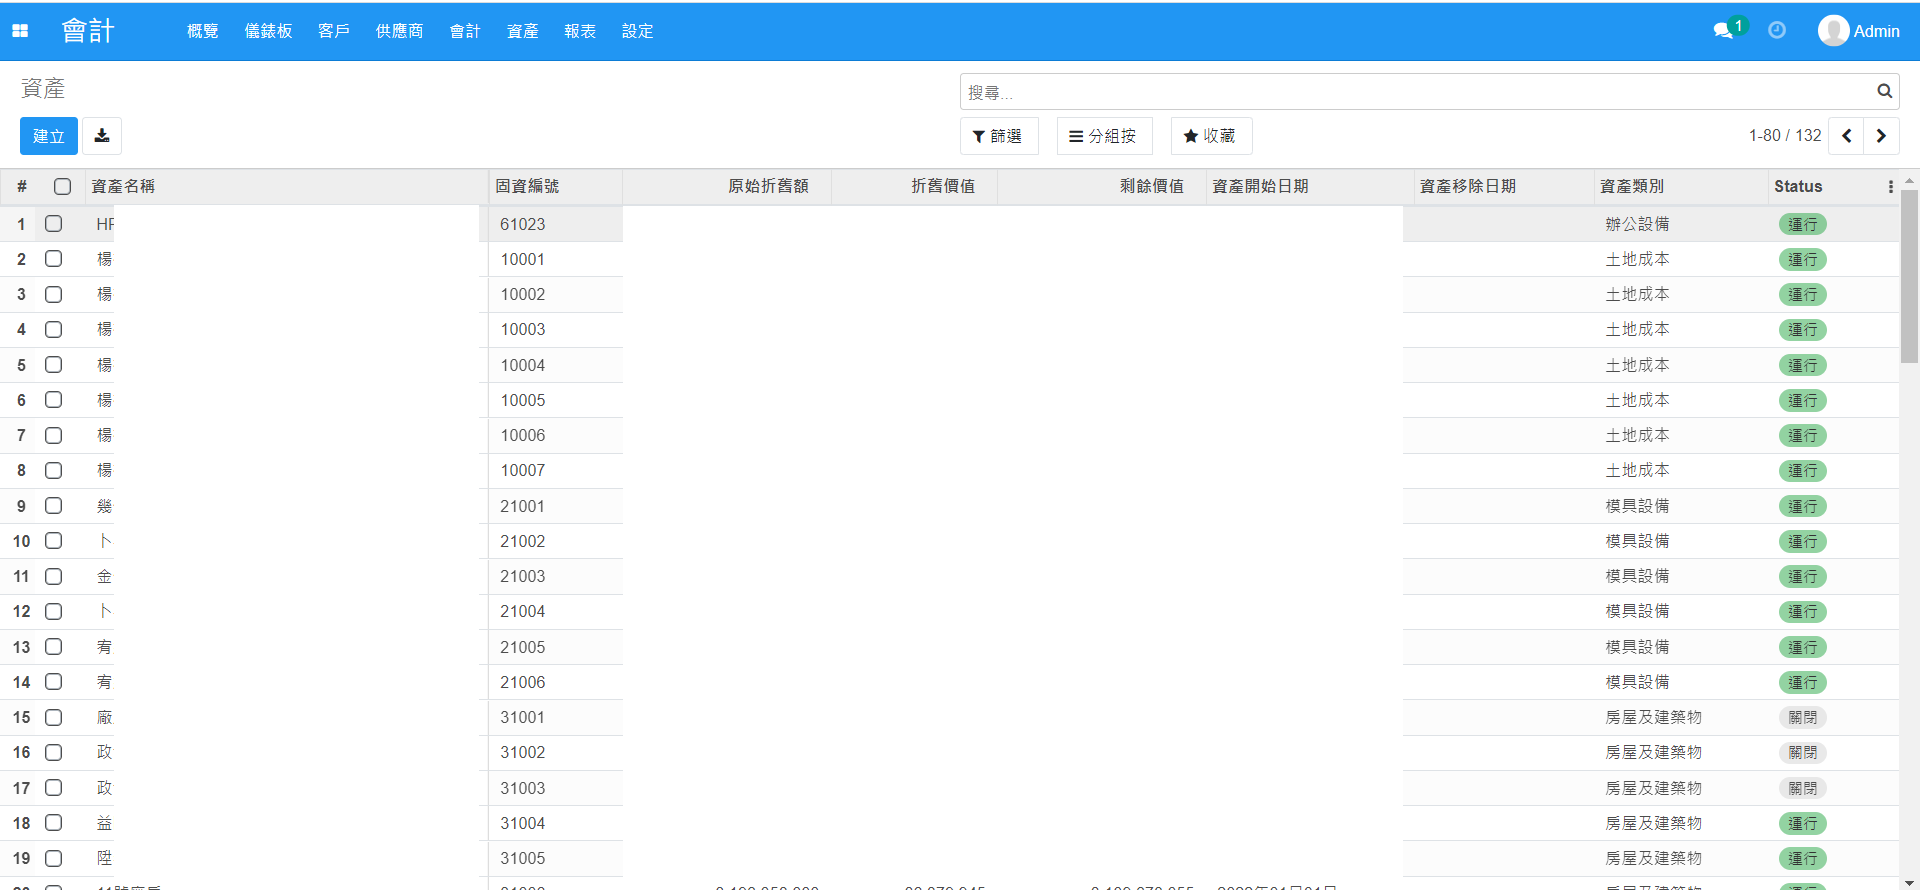 會計 概覽 儀錶板 客戶 供應商 會計 資產 報表 設定 1 Admin
資產
搜尋...
建立 篩選 分組按 收藏 1-80 / 132
# 資產名稱 固資編號 原始折舊額 折舊價值 剩餘價值 資產開始日期 資產移除日期 資產類別 Status
1 HP 61023 辦公設備 運行
2 楊 10001 土地成本 運行
3 楊 10002 土地成本 運行
4 楊 10003 土地成本 運行
5 楊 10004 土地成本 運行
6 楊 10005 土地成本 運行
7 楊 10006 土地成本 運行
8 楊 10007 土地成本 運行
9 幾 21001 模具設備 運行
10 卜 21002 模具設備 運行
11 金 21003 模具設備 運行
12 卜 21004 模具設備 運行
13 宥 21005 模具設備 運行
14 宥 21006 模具設備 運行
15 廠 31001 房屋及建築物 關閉
16 政 31002 房屋及建築物 關閉
17 政 31003 房屋及建築物 關閉
18 益 31004 房屋及建築物 運行
19 陞 31005 房屋及建築物 運行